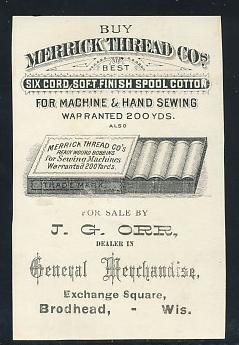 BUY
MERRICK THREAD CO'S
BEST
SIX CORD, SOFT FINISH SPOOL COTTON
FOR MACHINE & HAND SEWING
WARRANTED 200 YDS.
ALSO
MERRICK THREAD CO'S
READY WOUND BOBBINS
For Sewing Machines
Warranted 200 Yards.
TRADE MARK
FOR SALE BY
J. G. ORR,
DEALER IN
General Merchandise,
Exchange Square,
Brodhead, - Wis.